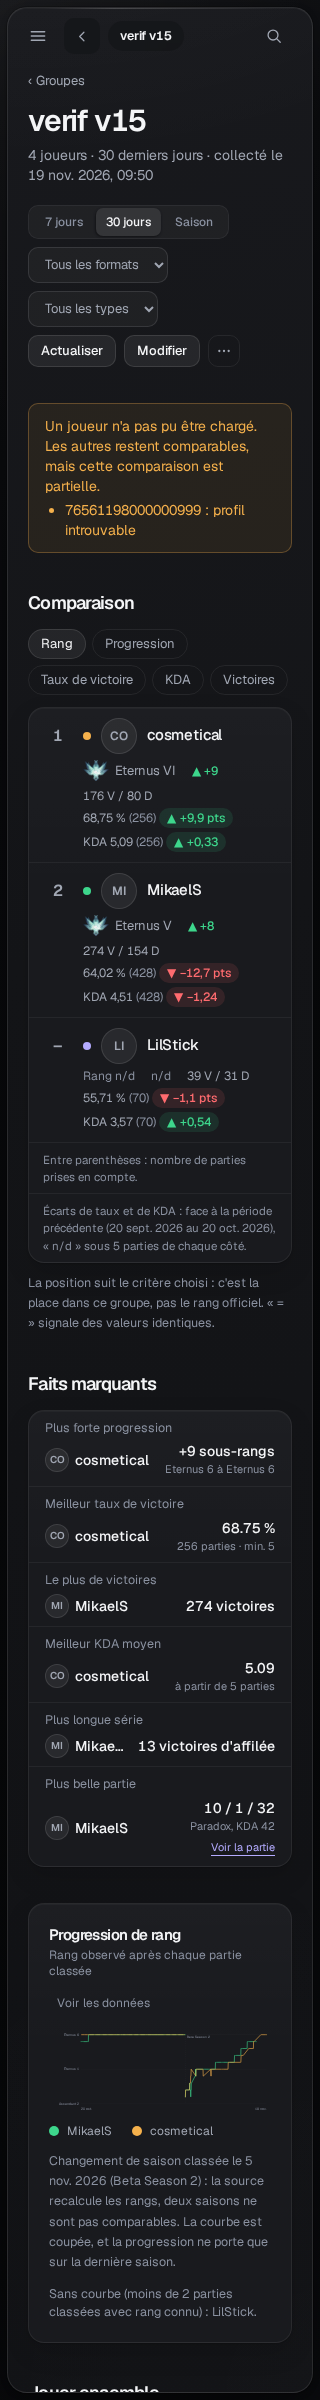 verif v15
‹ Groupes
verif v15
4 joueurs · 30 derniers jours · collecté le
19 nov. 2026, 09:50
7 jours 30 jours Saison
Tous les formats
Tous les types
Actualiser Modifier ···
Un joueur n'a pas pu être chargé.
Les autres restent comparables,
mais cette comparaison est
partielle.
• 76561198000000999 : profil
introuvable
Comparaison
Rang Progression
Taux de victoire KDA Victoires
1 CO cosmetical
Eternus VI ▲ +9
176 V / 80 D
68,75 % (256) ▲ +9,9 pts
KDA 5,09 (256) ▲ +0,33
2 MI MikaelS
Eternus V ▲ +8
274 V / 154 D
64,02 % (428) ▼ −12,7 pts
KDA 4,51 (428) ▼ −1,24
– LI LilStick
Rang n/d n/d 39 V / 31 D
55,71 % (70) ▼ −1,1 pts
KDA 3,57 (70) ▲ +0,54
Entre parenthèses : nombre de parties
prises en compte.
Écarts de taux et de KDA : face à la période
précédente (20 sept. 2026 au 20 oct. 2026),
« n/d » sous 5 parties de chaque côté.
La position suit le critère choisi : c'est la
place dans ce groupe, pas le rang officiel. « =
» signale des valeurs identiques.
Faits marquants
Plus forte progression
CO cosmetical +9 sous-rangs
Eternus 6 à Eternus 6
Meilleur taux de victoire
CO cosmetical 68.75 %
256 parties · min. 5
Le plus de victoires
MI MikaelS 274 victoires
Meilleur KDA moyen
CO cosmetical 5.09
à partir de 5 parties
Plus longue série
MI Mikae... 13 victoires d'affilée
Plus belle partie
MI MikaelS 10 / 1 / 32
Paradox, KDA 42
Voir la partie
Progression de rang
Rang observé après chaque partie
classée
Voir les données
MikaelS cosmetical
Changement de saison classée le 5
nov. 2026 (Beta Season 2) : la source
recalcule les rangs, deux saisons ne
sont pas comparables. La courbe est
coupée, et la progression ne porte que
sur la dernière saison.
Sans courbe (moins de 2 parties
classées avec rang connu) : LilStick.